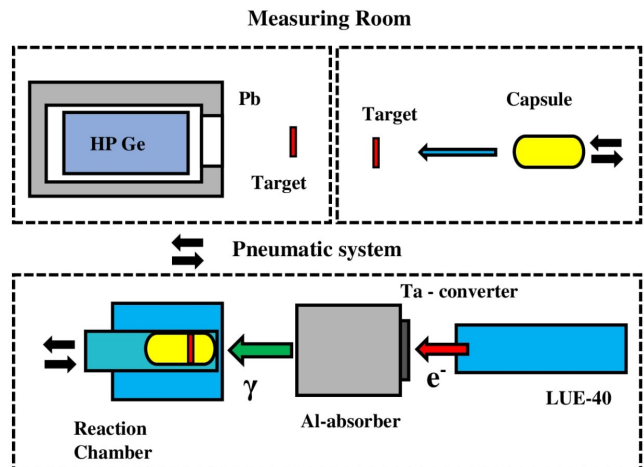 Measuring Room
Pb
HP Ge
Target
Target
Capsule
Pneumatic system
Ta - converter
γ
e-
LUE-40
Reaction
Chamber
Al-absorber